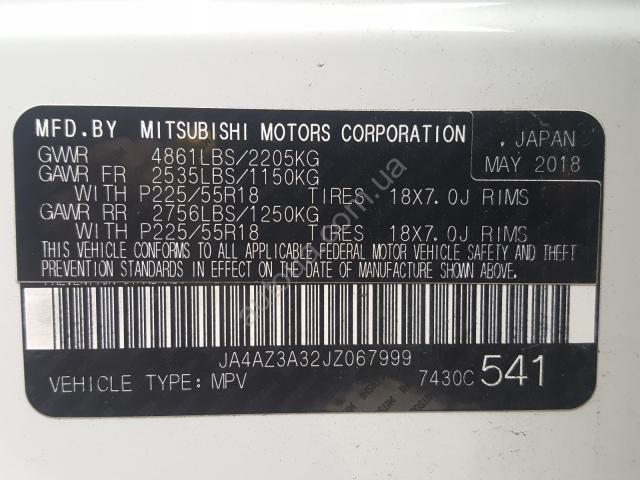 MFD.BY MITSUBISHI MOTORS CORPORATION , JAPAN
GVWR 4861LBS/2205KG MAY 2018
GAWR FR 2535LBS/1150KG
WITH P225/55R18 TIRES 18X7.0J RIMS
GAWR RR 2756LBS/1250KG
WITH P225/55R18 TIRES 18X7.0J RIMS
THIS VEHICLE CONFORMS TO ALL APPLICABLE FEDERAL MOTOR VEHICLE SAFETY AND THEFT
PREVENTION STANDARDS IN EFFECT ON THE DATE OF MANUFACTURE SHOWN ABOVE.
JA4AZ3A32JZ067999
VEHICLE TYPE: MPV 7430C 541